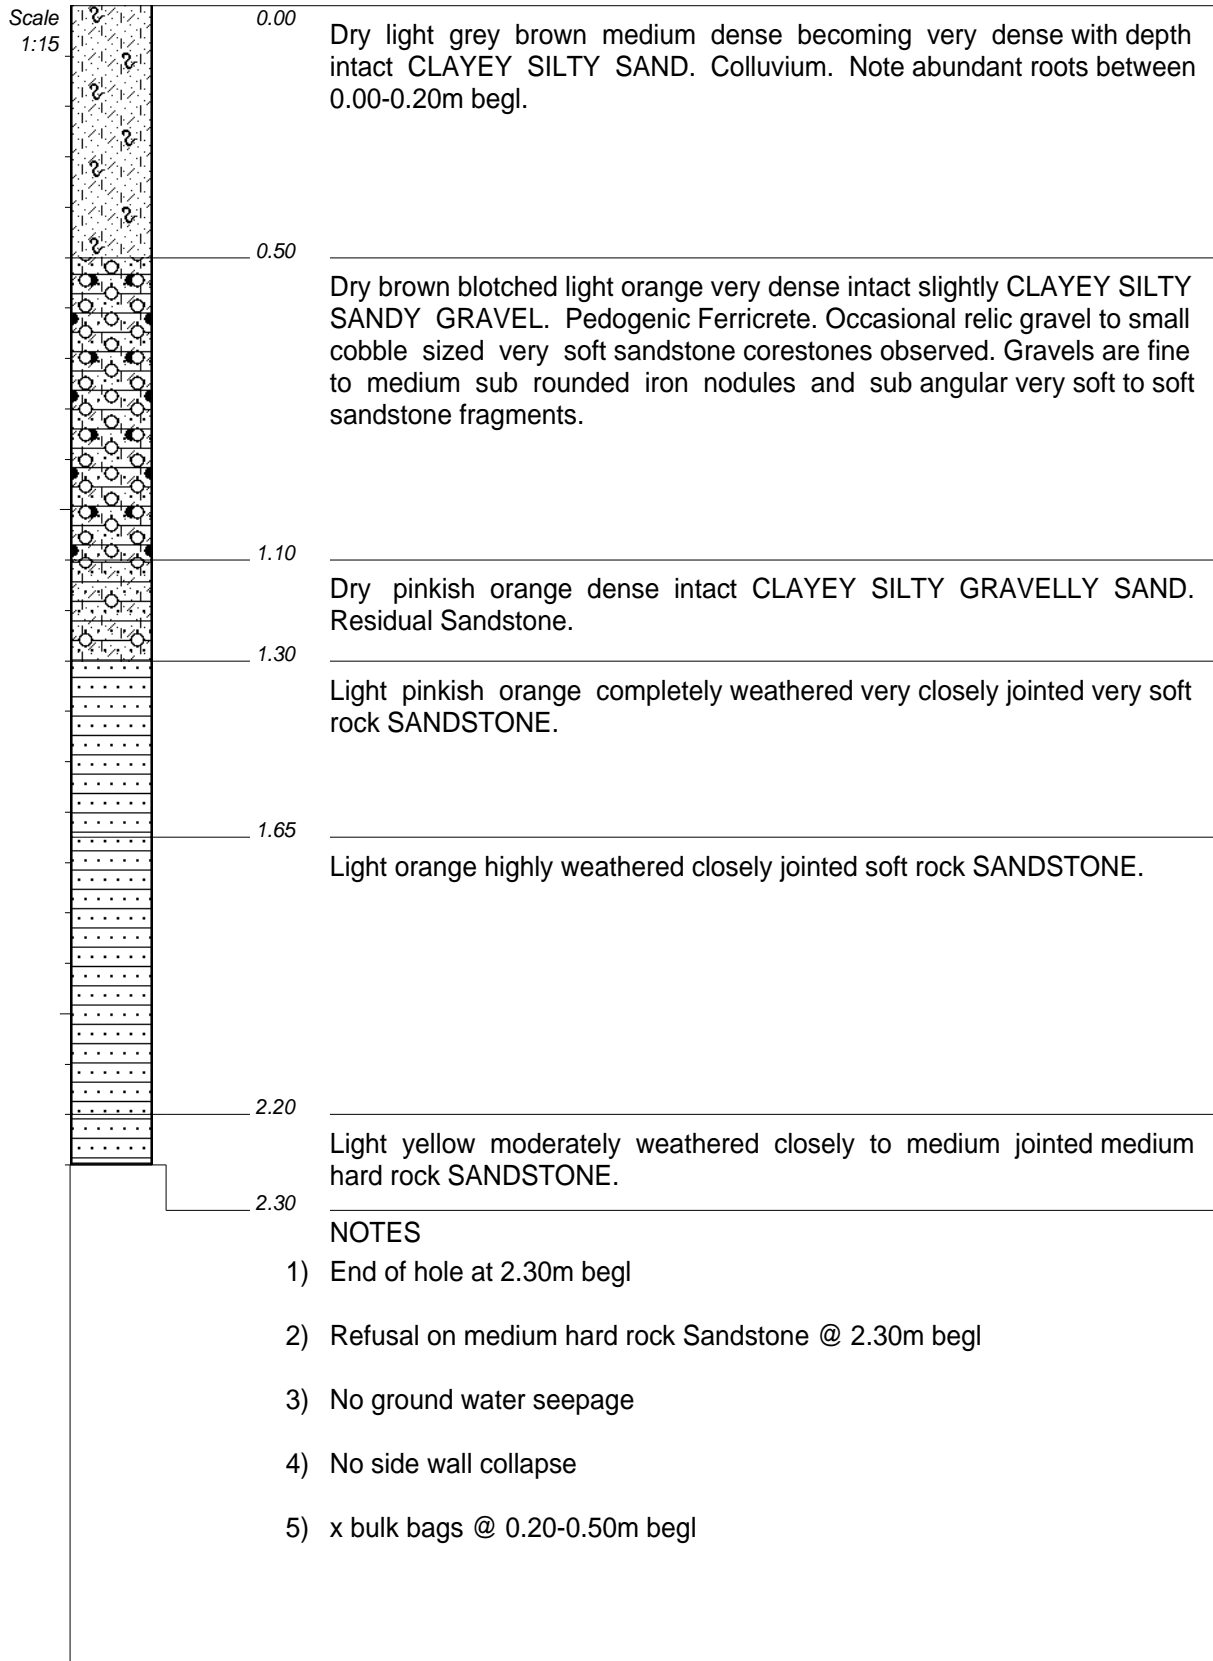 Scale
1:15
0.00
Dry light grey brown medium dense becoming very dense with depth
intact CLAYEY SILTY SAND. Colluvium. Note abundant roots between
0.00-0.20m begl.
0.50
Dry brown blotched light orange very dense intact slightly CLAYEY SILTY
SANDY GRAVEL. Pedogenic Ferricrete. Occasional relic gravel to small
cobble sized very soft sandstone corestones observed. Gravels are fine
to medium sub rounded iron nodules and sub angular very soft to soft
sandstone fragments.
1.10
Dry pinkish orange dense intact CLAYEY SILTY GRAVELLY SAND.
Residual Sandstone.
1.30
Light pinkish orange completely weathered very closely jointed very soft
rock SANDSTONE.
1.65
Light orange highly weathered closely jointed soft rock SANDSTONE.
2.20
Light yellow moderately weathered closely to medium jointed medium
hard rock SANDSTONE.
2.30
NOTES
1) End of hole at 2.30m begl
2) Refusal on medium hard rock Sandstone @ 2.30m begl
3) No ground water seepage
4) No side wall collapse
5) x bulk bags @ 0.20-0.50m begl